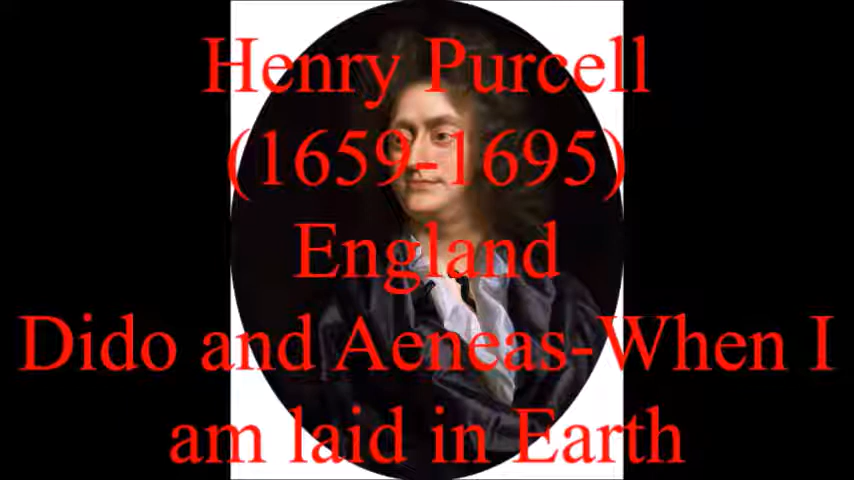 Henry Purcell
(1659-1695)
England
Dido and Aeneas-When I
am laid in Earth